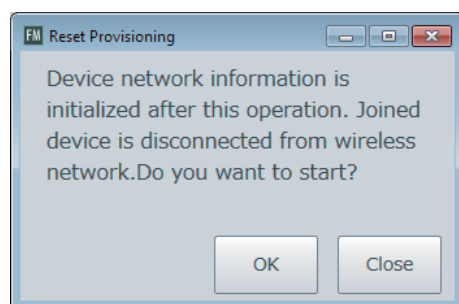 FM Reset Provisioning
Device network information is
initialized after this operation. Joined
device is disconnected from wireless
network.Do you want to start?
OK Close